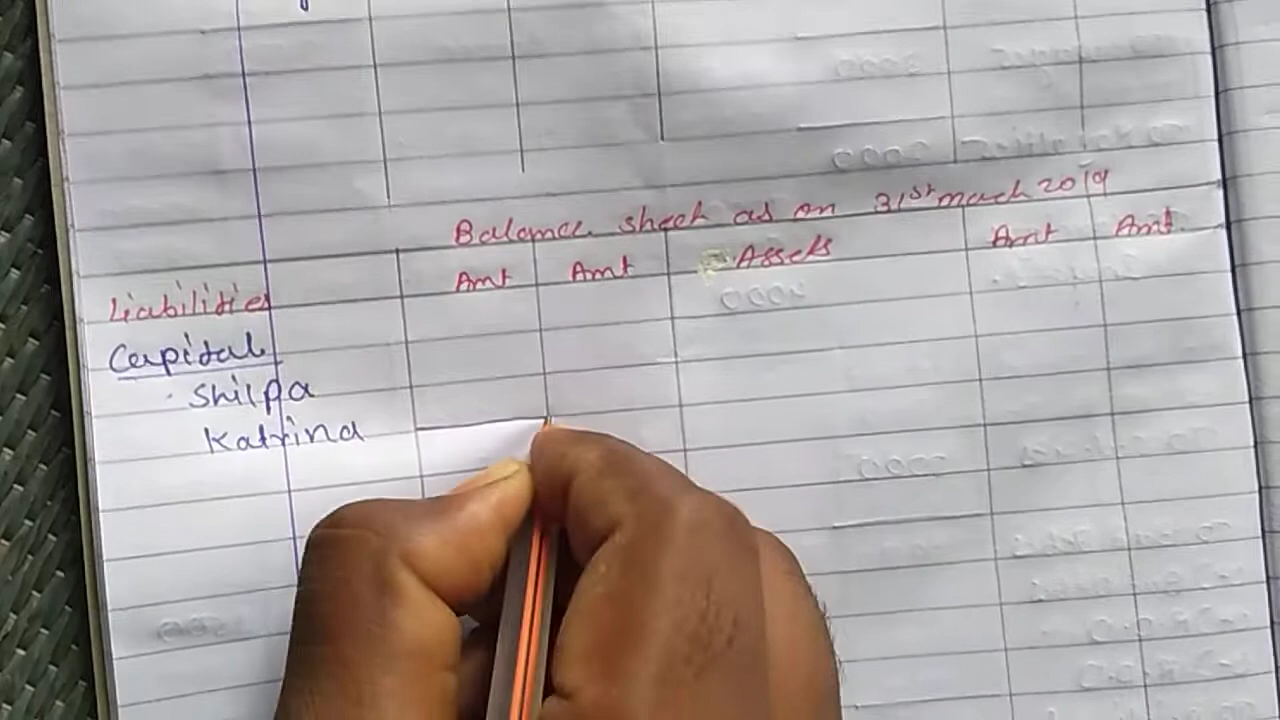 Balance sheet as on 31st march 2019
Liabilities Amt Amt Assets Amt Amt
Capital
Shilpa
Katrina